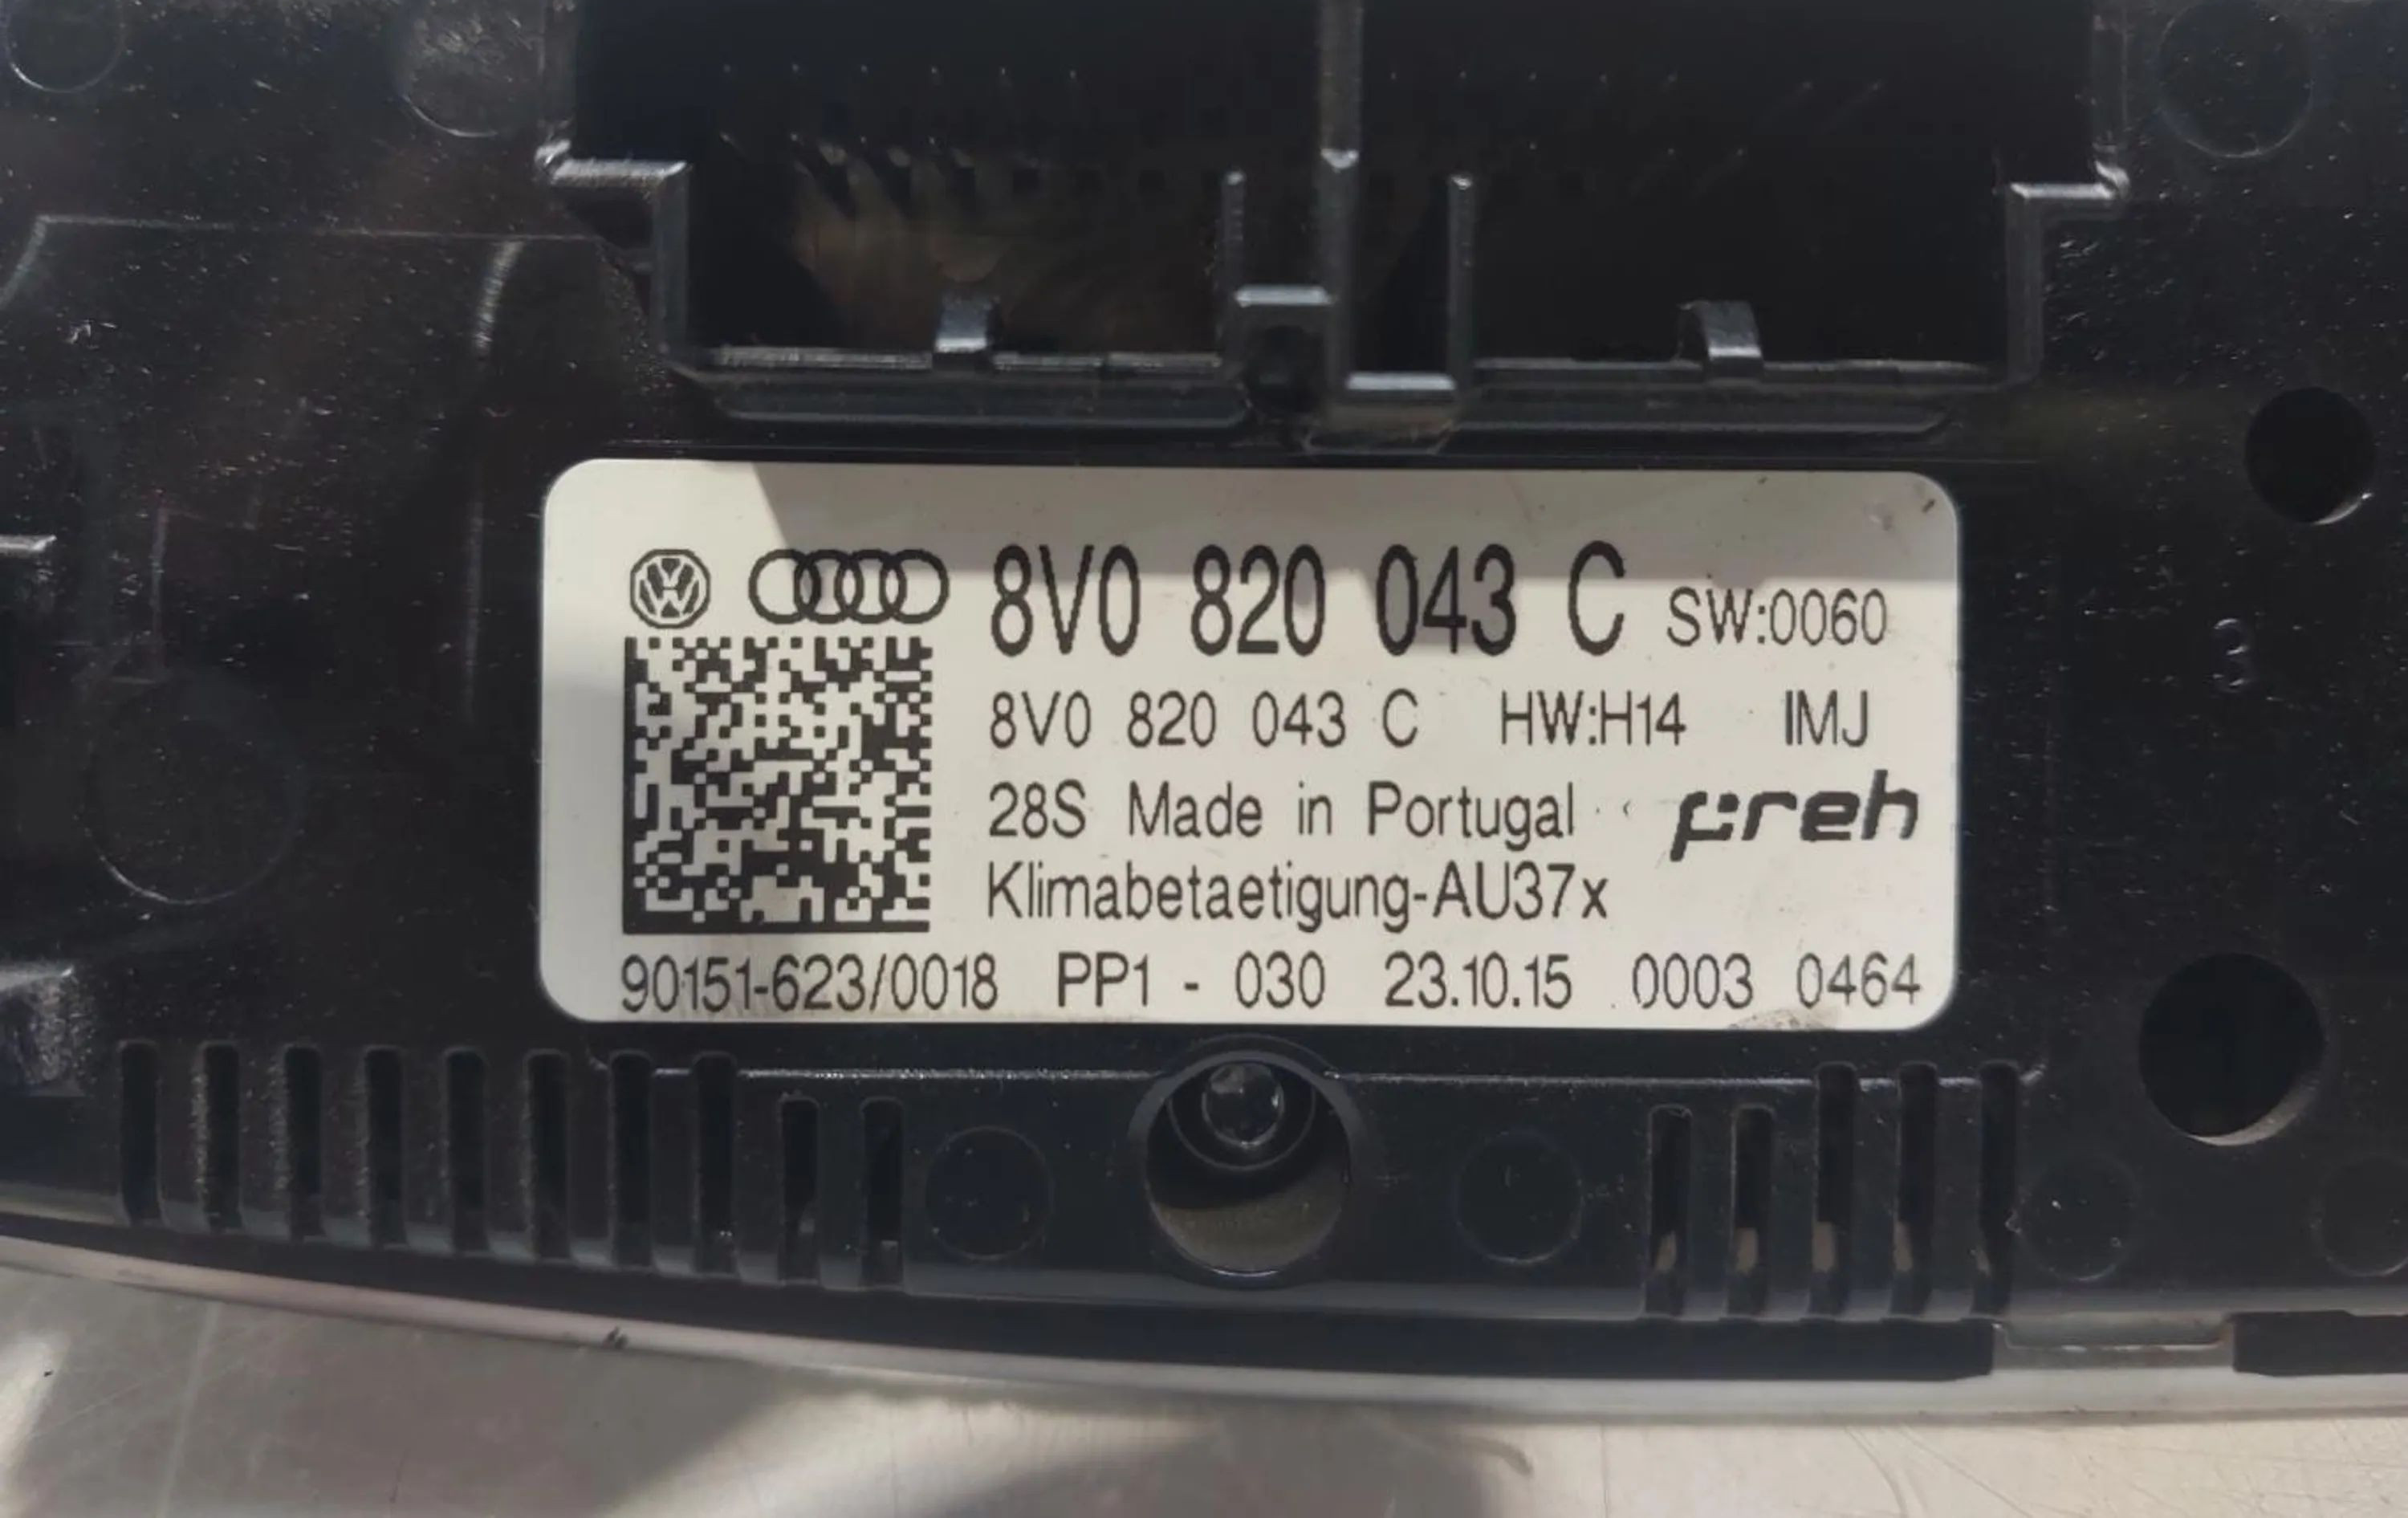 8V0 820 043 C SW:0060
8V0 820 043 C HW:H14 IMJ
28S Made in Portugal preh
Klimabetaetigung-AU37x
90151-623/0018 PP1 - 030 23.10.15 0003 0464
3